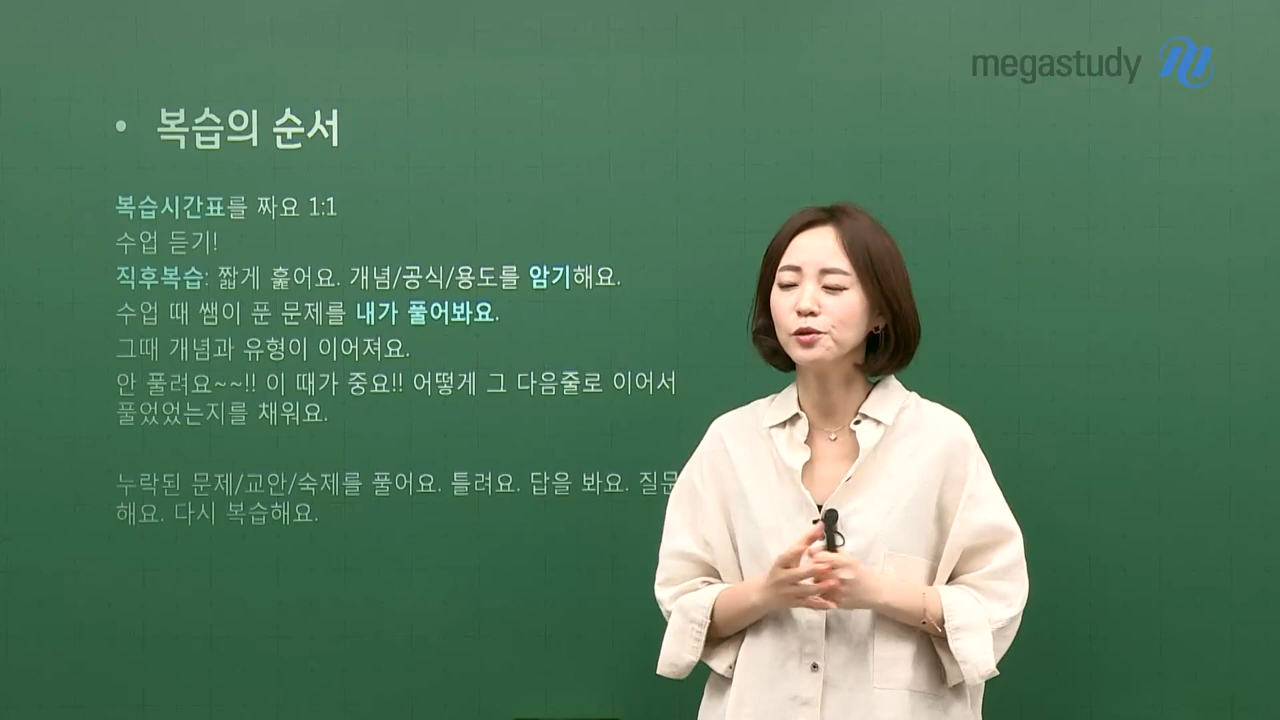 megastudy
• 복습의 순서
복습시간표를 짜요 1:1
수업 듣기!
직후복습: 짧게 훑어요. 개념/공식/용도를 암기해요.
수업 때 쌤이 푼 문제를 내가 풀어봐요.
그때 개념과 유형이 이어져요.
안 풀려요~~!! 이 때가 중요!! 어떻게 그 다음줄로 이어서
풀었었는지를 채워요.
누락된 문제/교안/숙제를 풀어요. 틀려요. 답을 봐요. 질문
해요. 다시 복습해요.